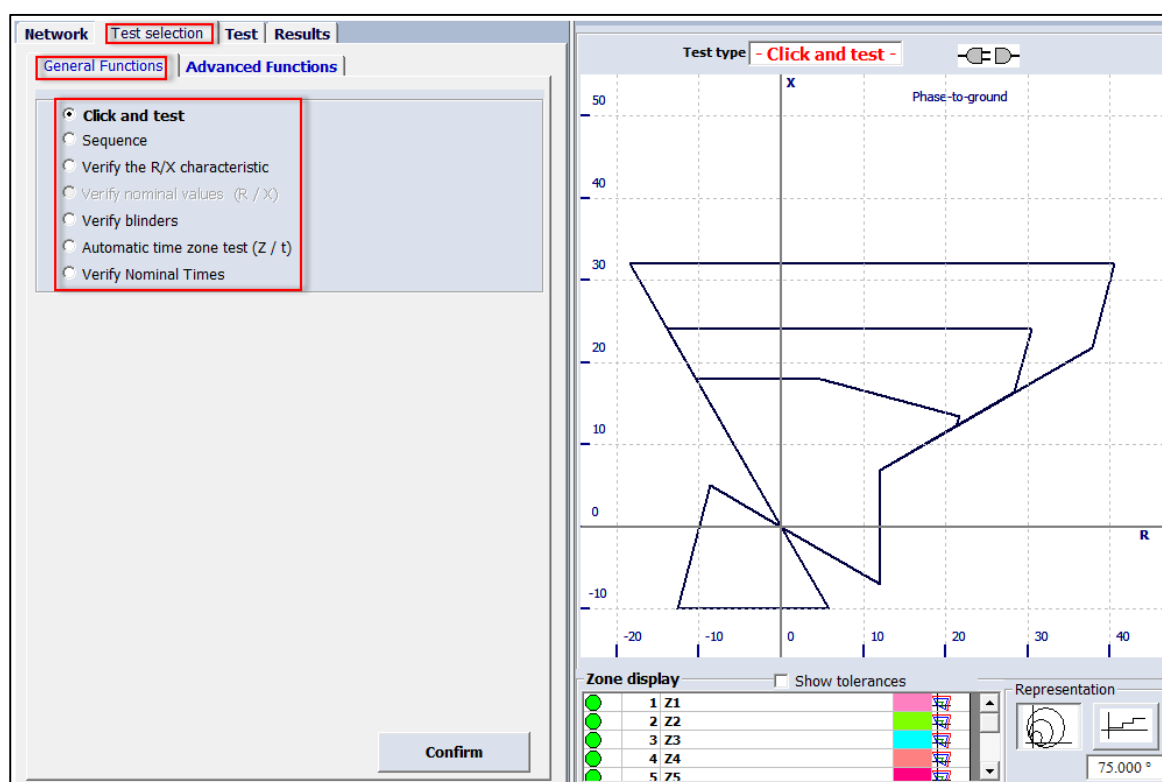 Network Test selection Test Results
General Functions Advanced Functions
Click and test
Sequence
Verify the R/X characteristic
Verify nominal values (R / X)
Verify blinders
Automatic time zone test (Z / t)
Verify Nominal Times
Confirm
Test type - Click and test -
X
Phase-to-ground
50
40
30
20
10
0
R
-10
-20 -10 0 10 20 30 40
Zone display Show tolerances
1 Z1
2 Z2
3 Z3
4 Z4
5 Z5
Representation
75.000 °